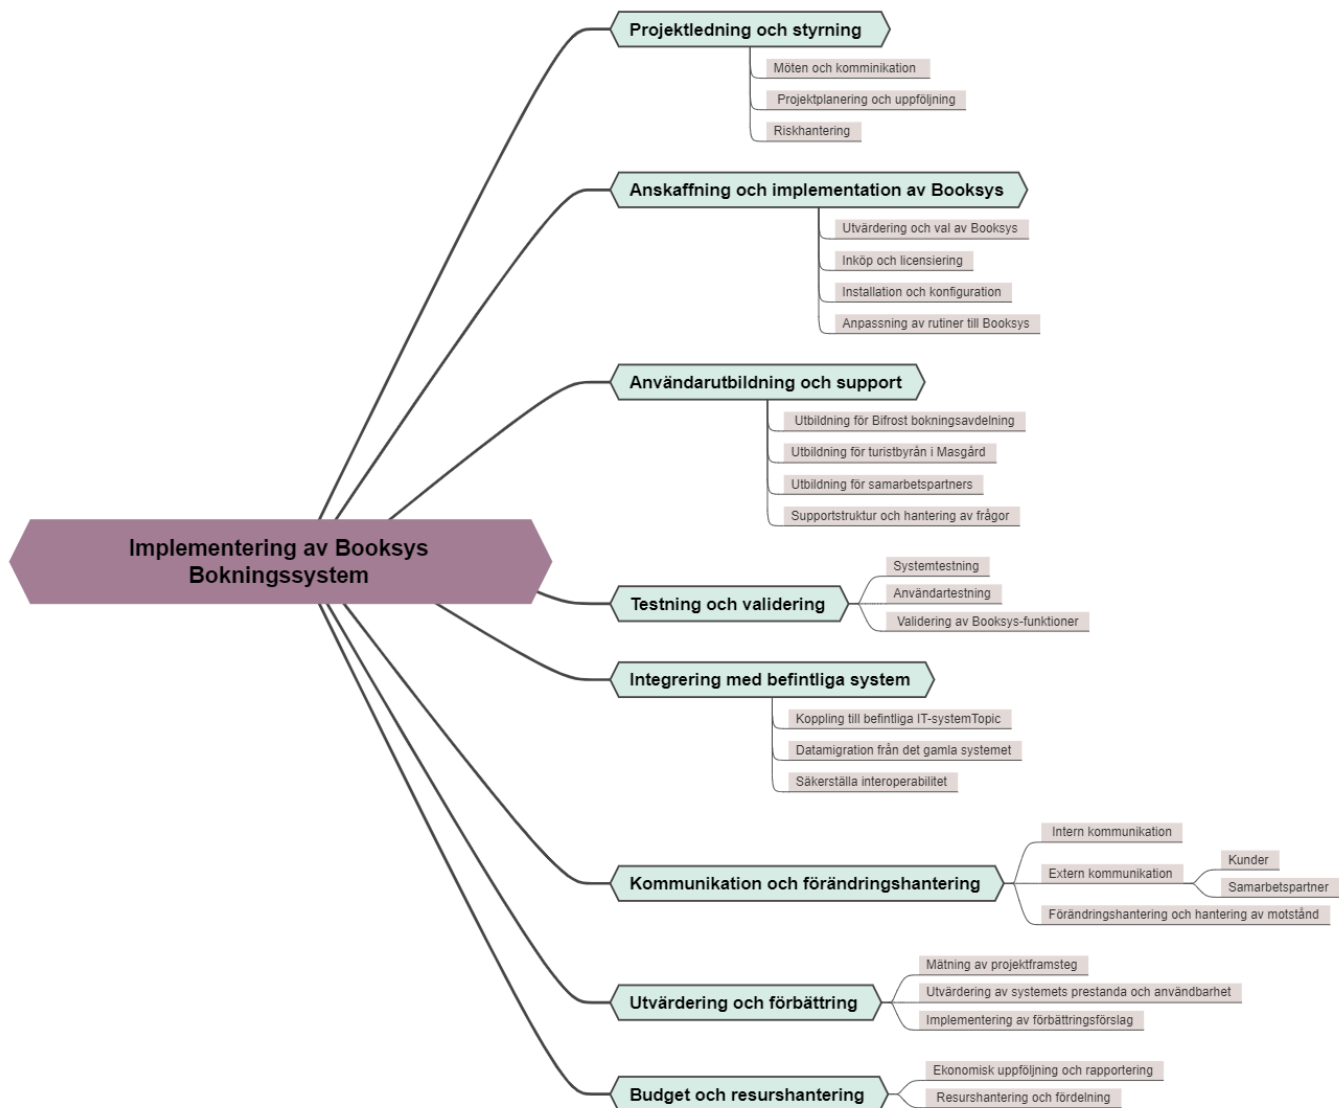 Projektledning och styrning
Möten och komminikation
Projektplanering och uppföljning
Riskhantering
Anskaffning och implementation av Booksys
Utvärdering och val av Booksys
Inköp och licensiering
Installation och konfiguration
Anpassning av rutiner till Booksys
Användarutbildning och support
Utbildning för Bifrost bokningsavdelning
Utbildning för turistbyrån i Masgård
Utbildning för samarbetspartners
Supportstruktur och hantering av frågor
Implementering av Booksys
Bokningssystem
Testning och validering
Systemtestning
Användartestning
Validering av Booksys-funktioner
Integrering med befintliga system
Koppling till befintliga IT-systemTopic
Datamigration från det gamla systemet
Säkerställa interoperabilitet
Kommunikation och förändringshantering
Intern kommunikation
Extern kommunikation
Kunder
Samarbetspartner
Förändringshantering och hantering av motstånd
Utvärdering och förbättring
Mätning av projektframsteg
Utvärdering av systemets prestanda och användbarhet
Implementering av förbättringsförslag
Budget och resurshantering
Ekonomisk uppföljning och rapportering
Resurshantering och fördelning